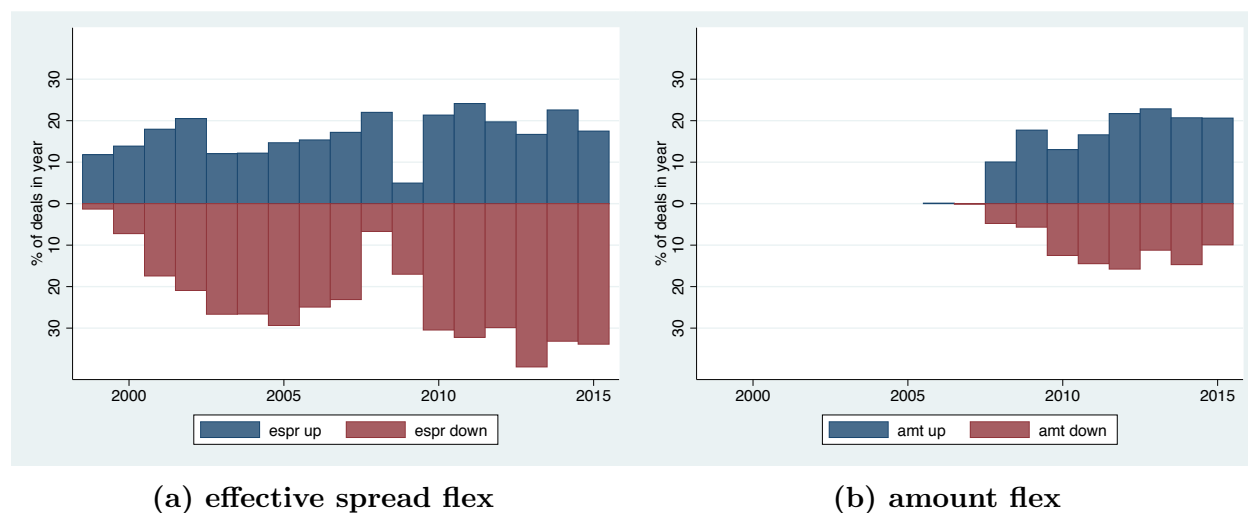 % of deals in year
30
20
10
0
10
20
30
2000
2005
2010
2015
espr up
espr down
(a) effective spread flex
% of deals in year
30
20
10
0
10
20
30
2000
2005
2010
2015
amt up
amt down
(b) amount flex